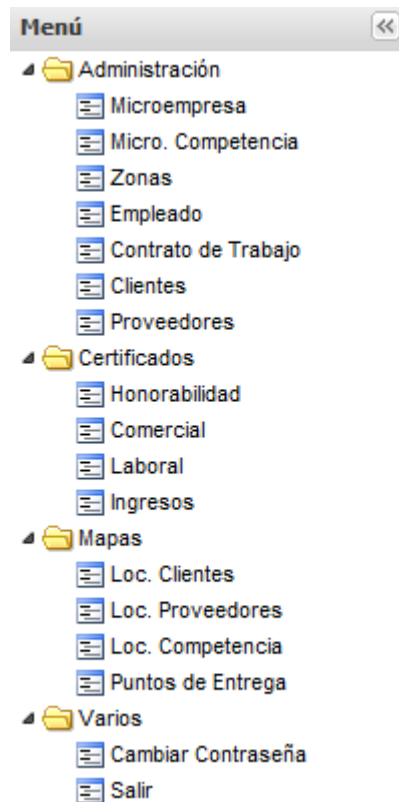 Menú
Administración
Microempresa
Micro. Competencia
Zonas
Empleado
Contrato de Trabajo
Clientes
Proveedores
Certificados
Honorabilidad
Comercial
Laboral
Ingresos
Mapas
Loc. Clientes
Loc. Proveedores
Loc. Competencia
Puntos de Entrega
Varios
Cambiar Contraseña
Salir